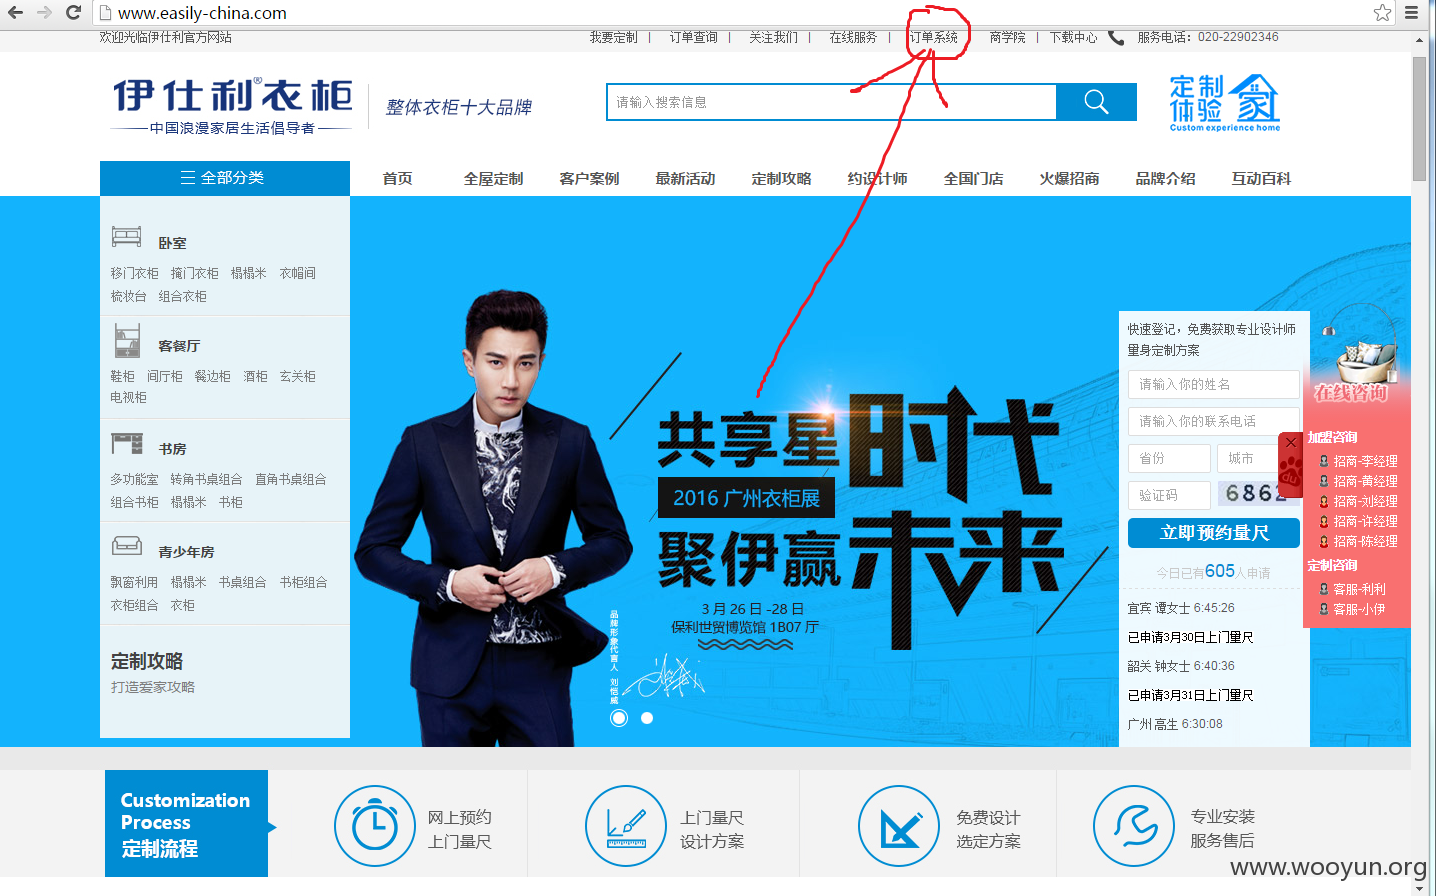 www.easily-china.com
欢迎光临伊仕利官方网站
我要定制 | 订单查询 | 关注我们 | 在线服务 | 订单系统 商学院 | 下载中心 服务电话：020-22902346
伊仕利®衣柜
中国浪漫家居生活倡导者
整体衣柜十大品牌
请输入搜索信息
定制
体验
家
Custom experience home
三 全部分类
首页 全屋定制 客户案例 最新活动 定制攻略 约设计师 全国门店 火爆招商 品牌介绍 互动百科
卧室
移门衣柜 掩门衣柜 榻榻米 衣帽间
梳妆台 组合衣柜
客餐厅
鞋柜 间厅柜 餐边柜 酒柜 玄关柜
电视柜
书房
多功能室 转角书桌组合 直角书桌组合
组合书柜 榻榻米 书柜
青少年房
飘窗利用 榻榻米 书桌组合 书柜组合
衣柜组合 衣柜
定制攻略
打造爱家攻略
共享星时代
2016 广州衣柜展
聚伊赢未来
3 月 26 日 -28 日
保利世贸博览馆 1B07 厅
品牌形象代言人 刘恺威
快速登记，免费获取专业设计师
量身定制方案
请输入你的姓名
请输入你的联系电话
省份 城市
验证码 6862
立即预约量尺
今日已有605人申请
宜宾 谭女士 6:45:26
已申请3月30日上门量尺
韶关 钟女士 6:40:36
已申请3月31日上门量尺
广州 高生 6:30:08
在线咨询
加盟咨询
招商-李经理
招商-黄经理
招商-刘经理
招商-许经理
招商-陈经理
定制咨询
客服-利利
客服-小伊
Customization
Process
定制流程
网上预约
上门量尺
上门量尺
设计方案
免费设计
选定方案
专业安装
服务售后
www.wooyun.org